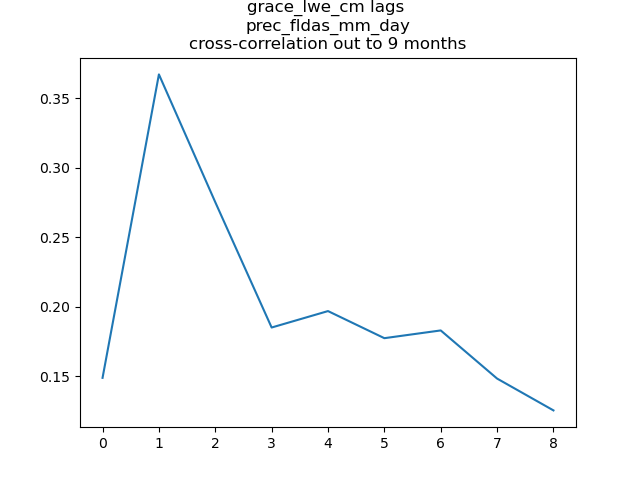 grace_lwe_cm lags
prec_fldas_mm_day
cross-correlation out to 9 months
0.35
0.30
0.25
0.20
0.15
0 1 2 3 4 5 6 7 8